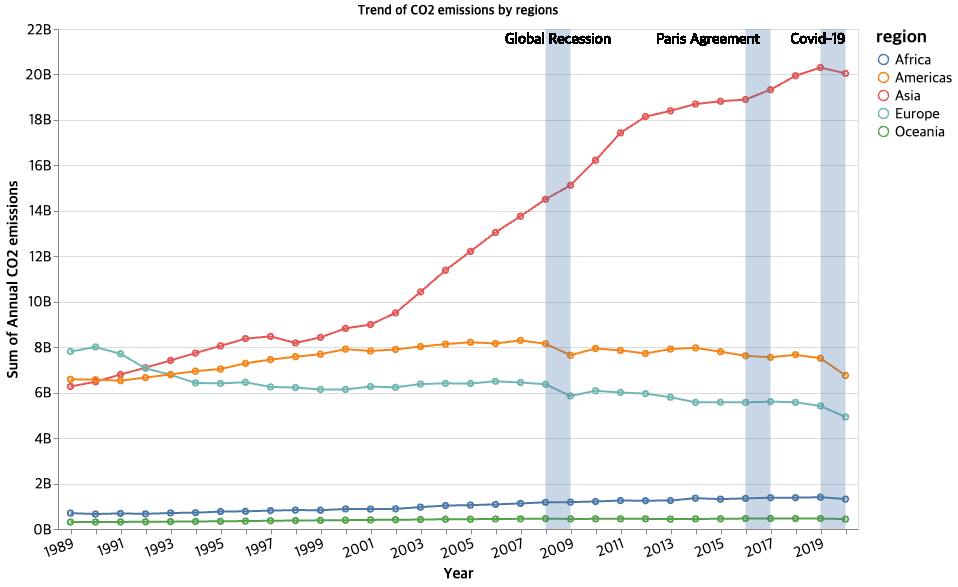 Trend of CO2 emissions by regions
22B
20B
18B
16B
14B
12B
10B
8B
6B
4B
2B
0B
Sum of Annual CO2 emissions
Global Recession
Paris Agreement
Covid-19
1989
1991
1993
1995
1997
1999
2001
2003
2005
2007
2009
2011
2013
2015
2017
2019
Year
region
Africa
Americas
Asia
Europe
Oceania